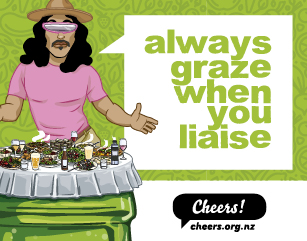 always
graze
when
you
liaise
Cheers!
cheers.org.nz